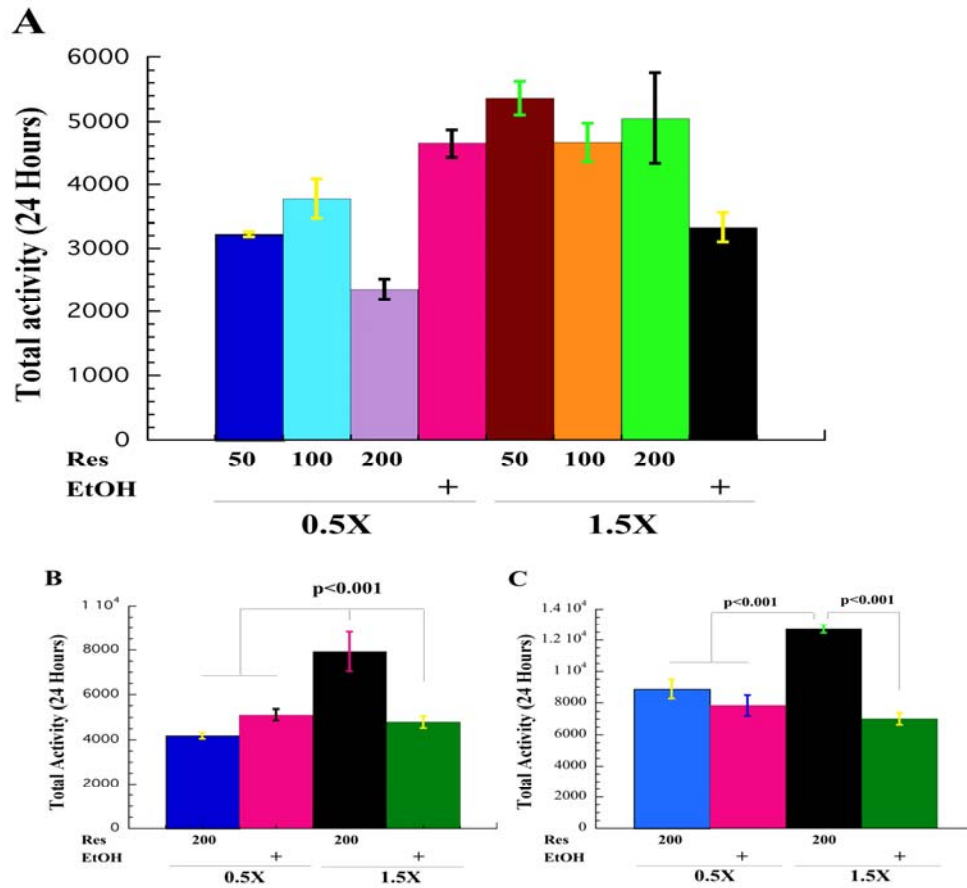 A
Total activity (24 Hours)
6000
5000
4000
3000
2000
1000
0
Res 50 100 200 50 100 200
EtOH + +
0.5X 1.5X
B
p<0.001
Total Activity (24 Hours)
1 10⁴
8000
6000
4000
2000
0
Res 200 200
EtOH + +
0.5X 1.5X
C
p<0.001 p<0.001
Total Activity (24 Hours)
1.4 10⁴
1.2 10⁴
1 10⁴
8000
6000
4000
2000
0
Res 200 200
EtOH + +
0.5X 1.5X